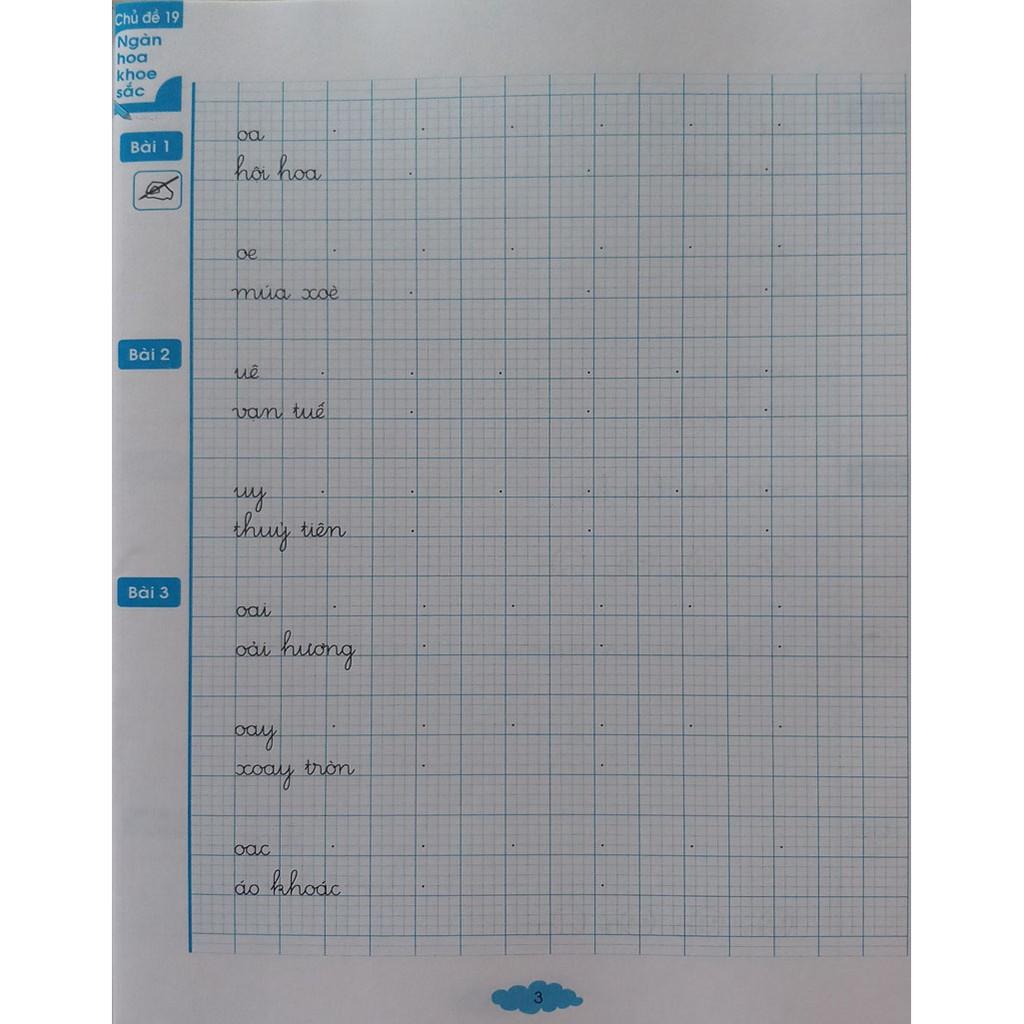 Chủ đề 19
Ngàn
hoa
khoe
sắc
Bài 1
oa
hội hoa
oe
múa xoè
Bài 2
uê
vạn tuế
uy
thuỷ tiên
Bài 3
oai
oải hương
oay
xoay tròn
oac
áo khoác
3